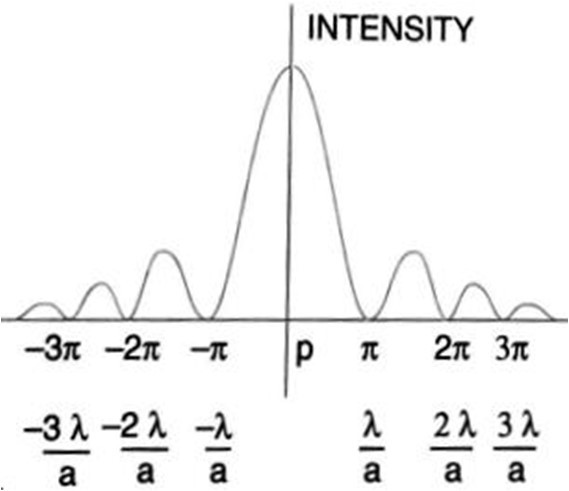 INTENSITY
−3π −2π −π p π 2π 3π
−3 λ −2 λ −λ λ 2 λ 3 λ
a a a a a a